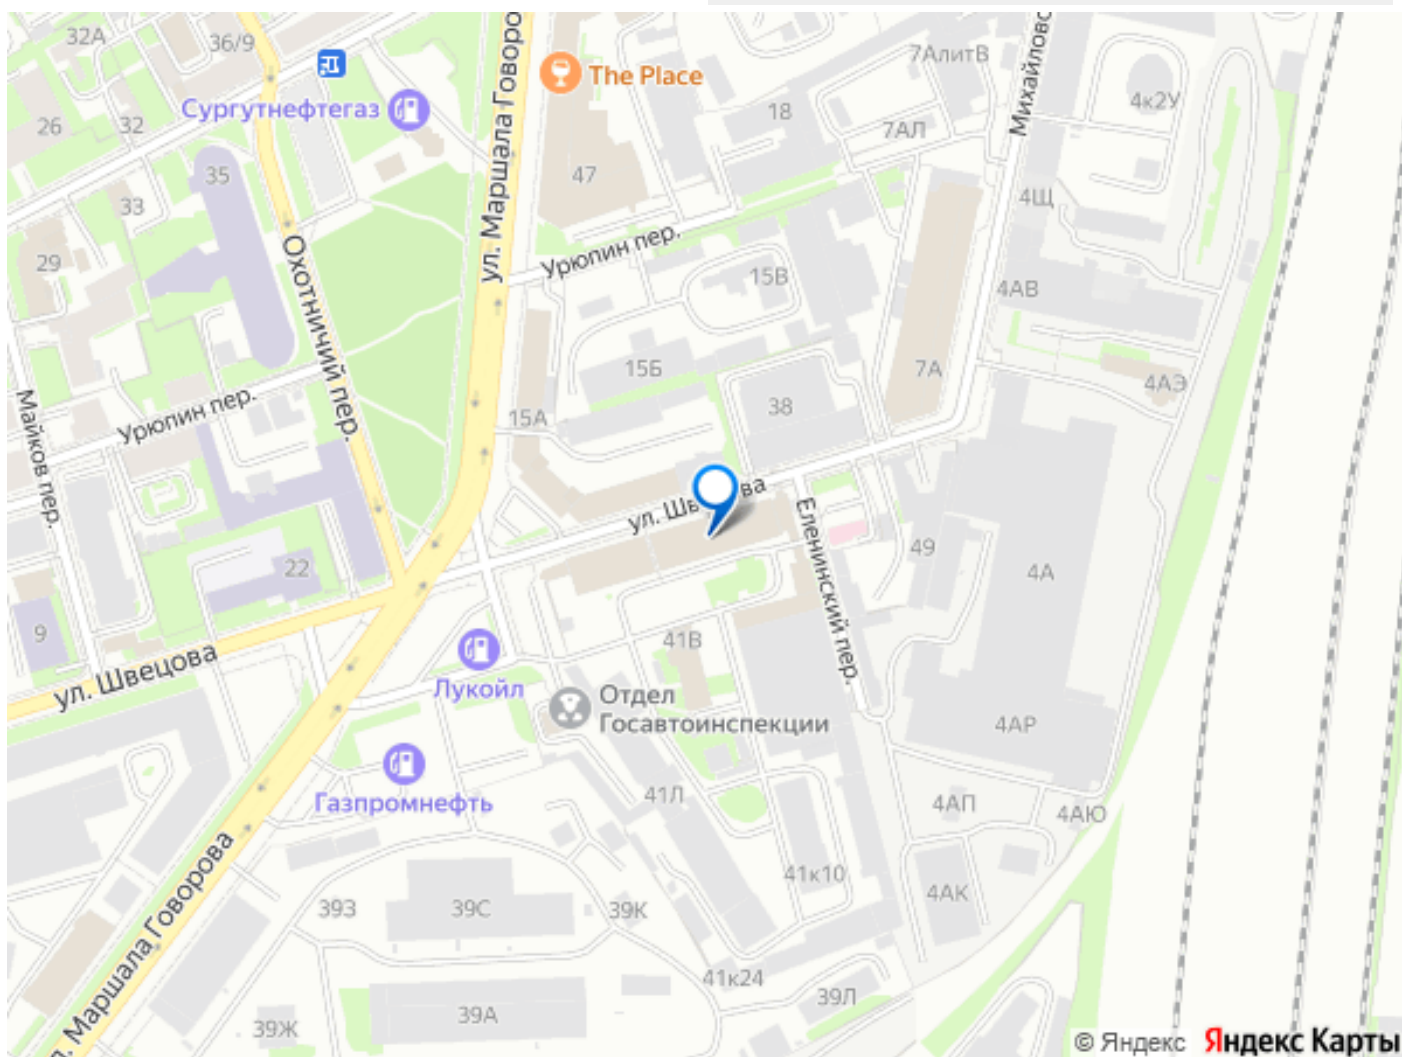 32А
36/9
ул. Маршала Говоро
The Place
7АлитВ
Михайловс
4к2У
Сургутнефтегаз
26
32
18
7АЛ
35
47
33
4Щ
Урюпин пер.
29
Охотничий пер.
15В
4АВ
15Б
7А
4АЭ
Майков пер.
Урюпин пер.
15А
38
ул. Шв
ва
Еленинский пер.
49
22
4А
9
41В
ул. Швецова
Лукойл
Отдел
Госавтоинспекции
4АР
Газпромнефть
41Л
4АП
4АЮ
ул. Маршала Говорова
41к10
4АК
39З
39С
39К
41к24
39Л
39А
39Ж
© Яндекс
Яндекс Карты